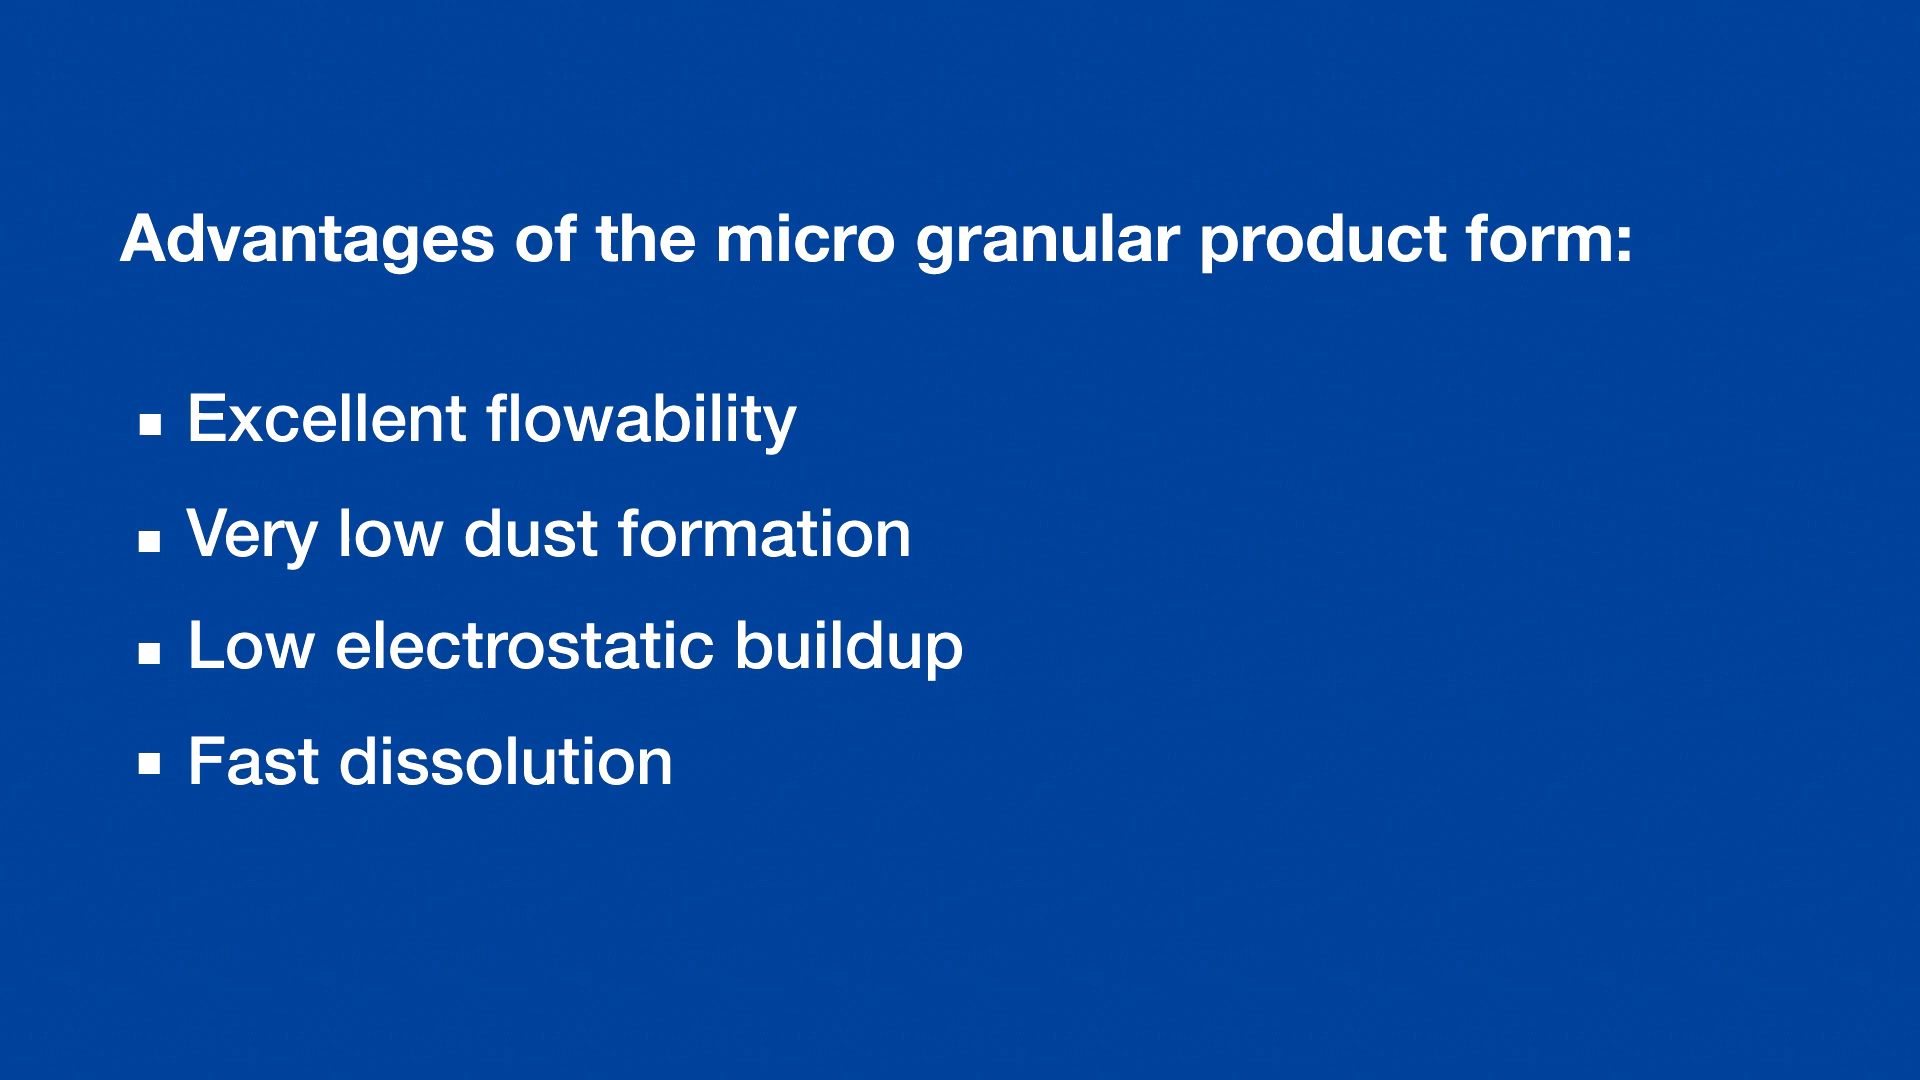 Advantages of the micro granular product form:
▪ Excellent flowability
▪ Very low dust formation
▪ Low electrostatic buildup
▪ Fast dissolution